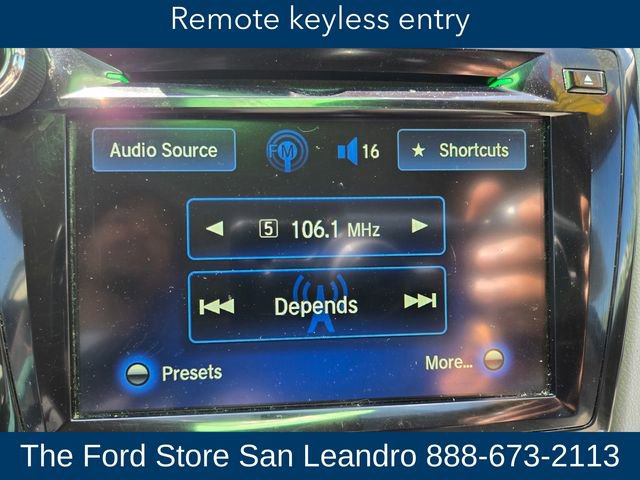 Remote keyless entry
Audio Source FM 16 ★ Shortcuts
◄ 5 106.1 MHz ►
|◄◄ Depends ►►|
Presets More...
The Ford Store San Leandro 888-673-2113